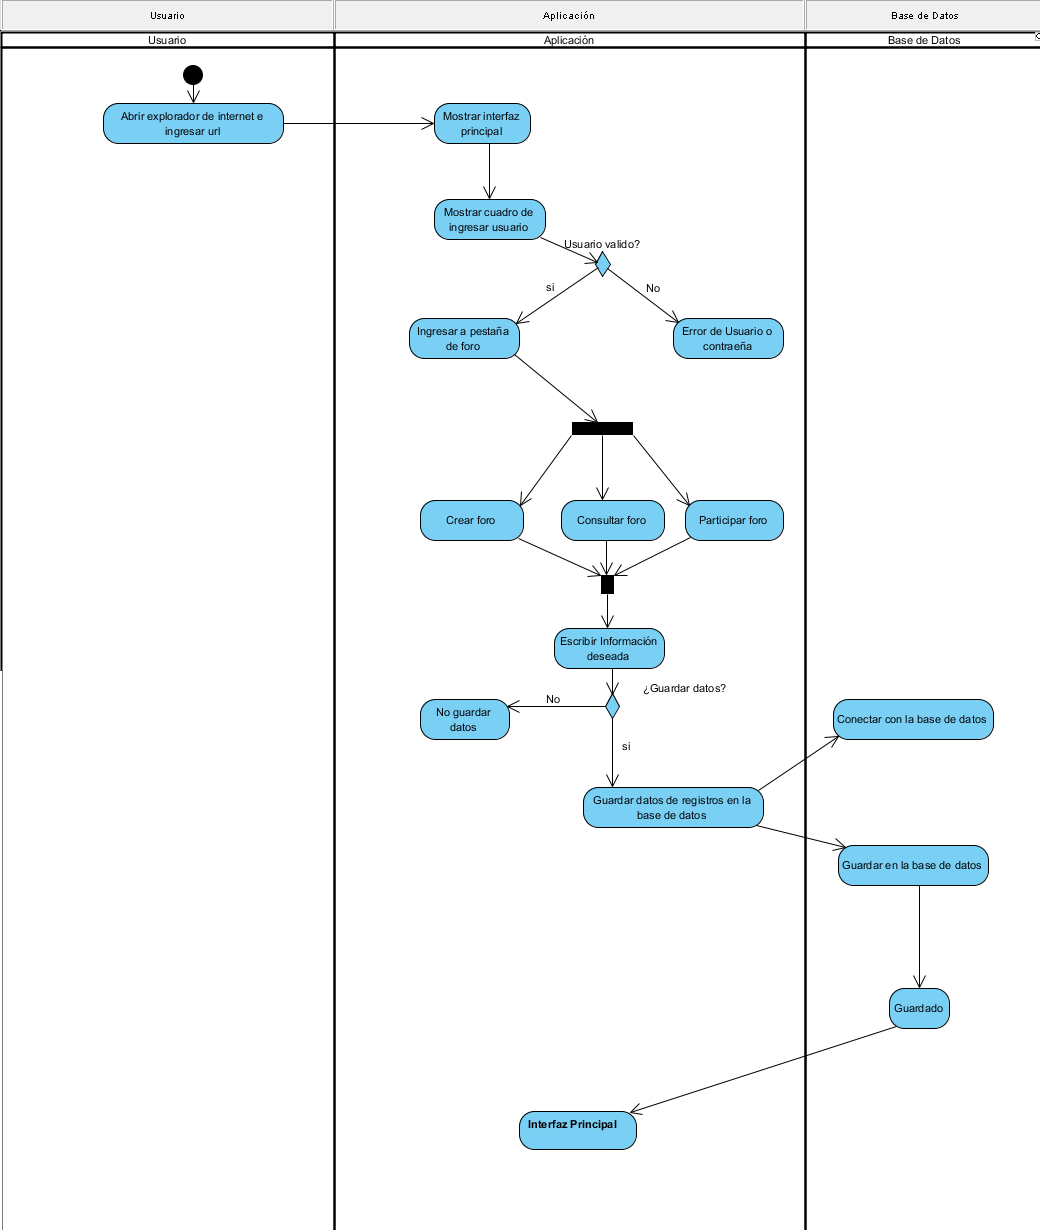 Usuario
Aplicación
Base de Datos
Usuario
Aplicación
Base de Datos
Abrir explorador de internet e
ingresar url
Mostrar interfaz
principal
Mostrar cuadro de
ingresar usuario
Usuario valido?
si
No
Ingresar a pestaña
de foro
Error de Usuario o
contraeña
Crear foro
Consultar foro
Participar foro
Escribir Información
deseada
¿Guardar datos?
No
No guardar
datos
Conectar con la base de datos
si
Guardar datos de registros en la
base de datos
Guardar en la base de datos
Guardado
Interfaz Principal